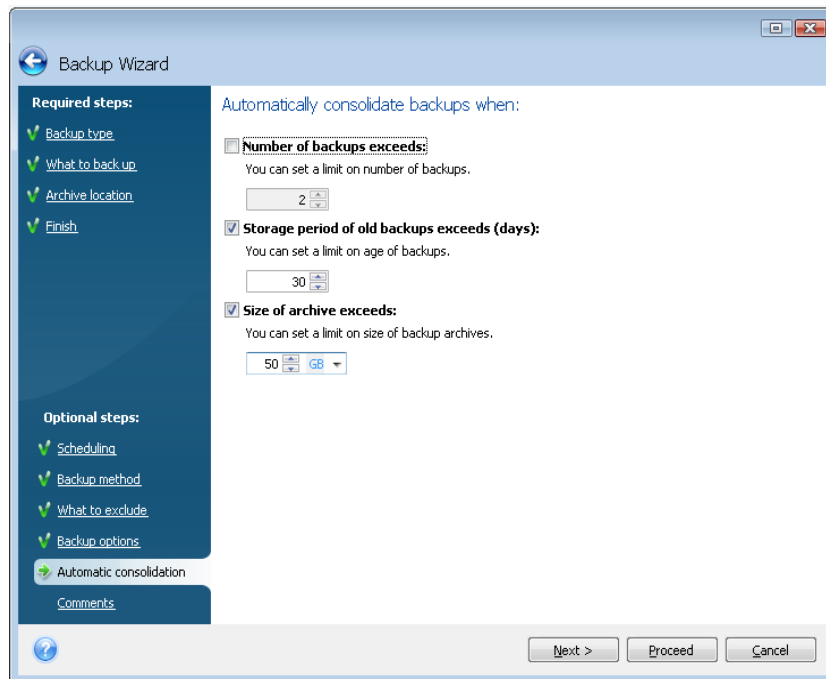 Backup Wizard
Required steps:
Backup type
What to back up
Archive location
Finish
Optional steps:
Scheduling
Backup method
What to exclude
Backup options
Automatic consolidation
Comments
Automatically consolidate backups when:
Number of backups exceeds:
You can set a limit on number of backups.
2
Storage period of old backups exceeds (days):
You can set a limit on age of backups.
30
Size of archive exceeds:
You can set a limit on size of backup archives.
50 GB
?
Next > Proceed Cancel